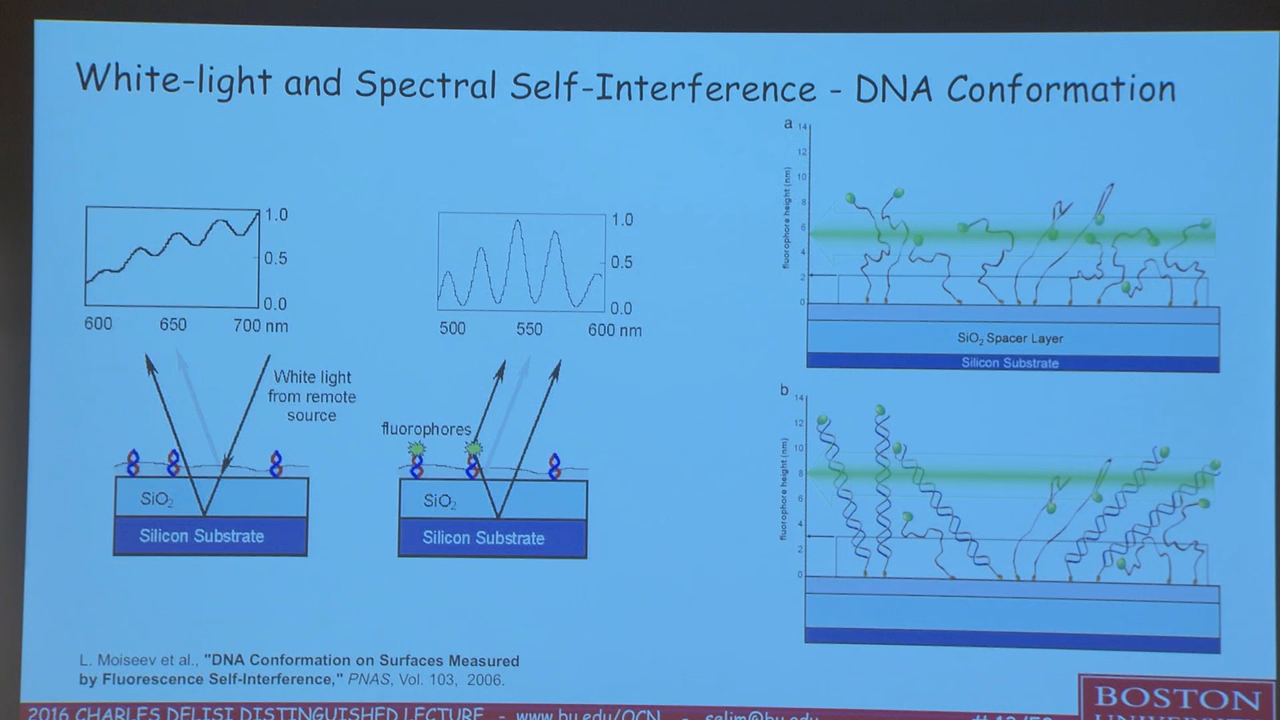 White-light and Spectral Self-Interference - DNA Conformation
1.0
0.5
0.0
600 650 700 nm
1.0
0.5
0.0
500 550 600 nm
White light
from remote
source
SiO2
Silicon Substrate
fluorophores
SiO2
Silicon Substrate
a
14
12
10
8
6
4
2
0
fluorophore height (nm)
SiO2 Spacer Layer
Silicon Substrate
b
14
12
10
8
6
4
2
0
fluorophore height (nm)
L. Moiseev et al., "DNA Conformation on Surfaces Measured
by Fluorescence Self-Interference," PNAS, Vol. 103, 2006.
BOSTON
2016 CHARLES DELISI DISTINGUISHED LECTURE - www.bu.edu/OCN - selim@bu.edu